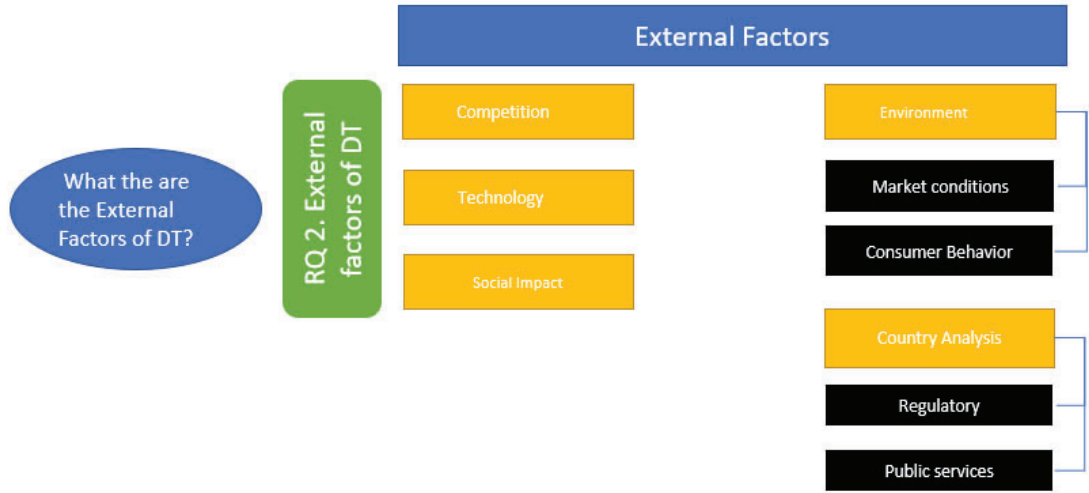 External Factors
What the are
the External
Factors of DT?
RQ 2. External
factors of DT
Competition
Technology
Social Impact
Environment
Market conditions
Consumer Behavior
Country Analysis
Regulatory
Public services